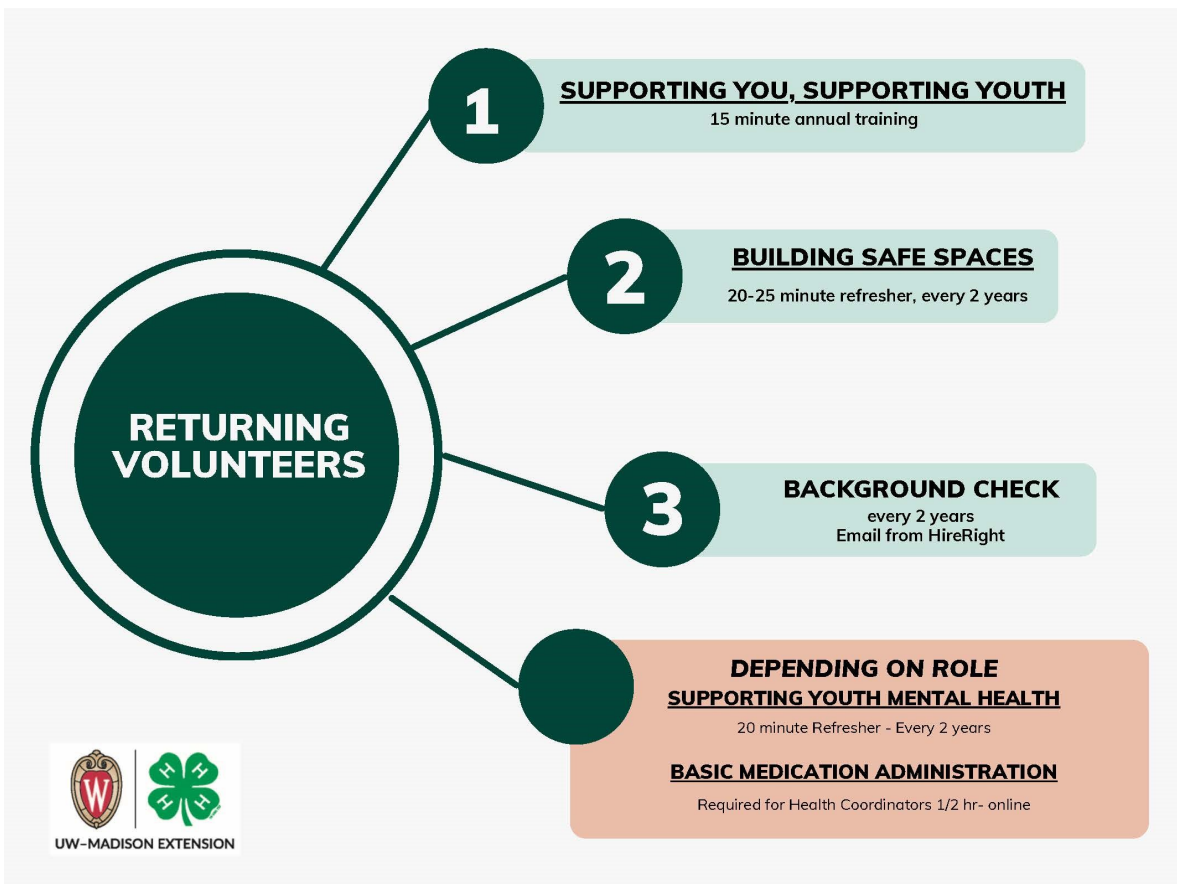 1
SUPPORTING YOU, SUPPORTING YOUTH
15 minute annual training
2
BUILDING SAFE SPACES
20-25 minute refresher, every 2 years
RETURNING
VOLUNTEERS
3
BACKGROUND CHECK
every 2 years
Email from HireRight
DEPENDING ON ROLE
SUPPORTING YOUTH MENTAL HEALTH
20 minute Refresher - Every 2 years
BASIC MEDICATION ADMINISTRATION
Required for Health Coordinators 1/2 hr- online
W
H H
H H
UW-MADISON EXTENSION